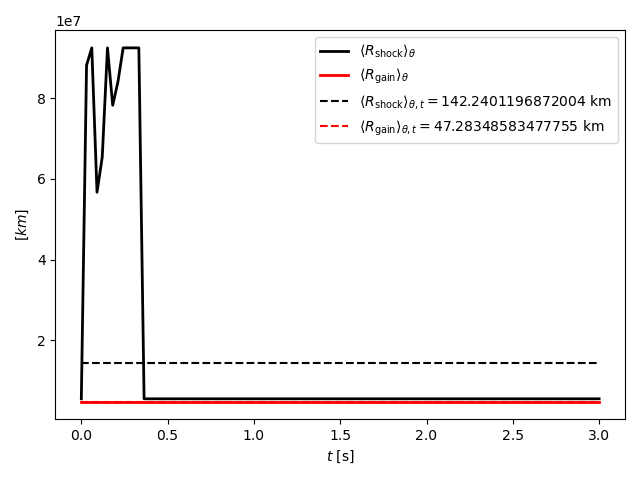 1e7
⟨R_shock⟩_θ
⟨R_gain⟩_θ
⟨R_shock⟩_θ,t = 142.2401196872004 km
⟨R_gain⟩_θ,t = 47.28348583477755 km
8
6
4
2
[km]
0.0 0.5 1.0 1.5 2.0 2.5 3.0
t [s]